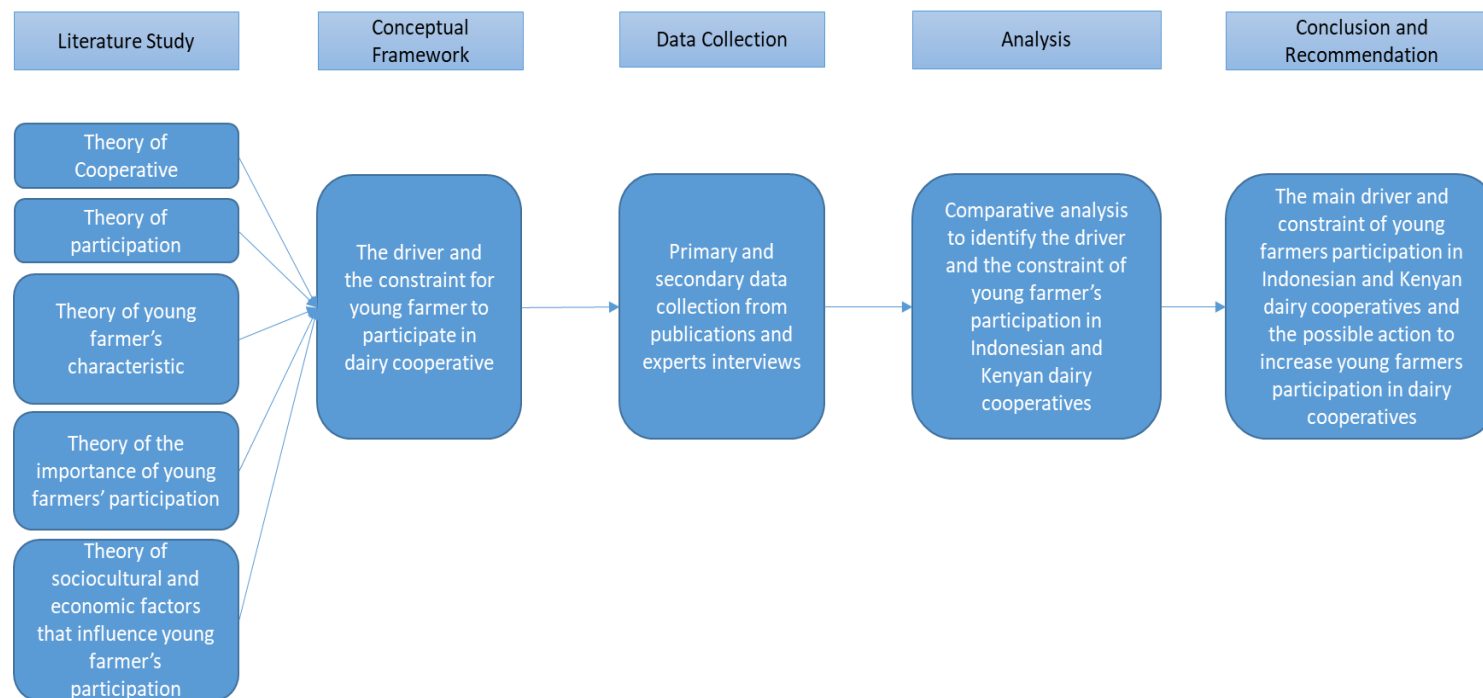 Literature Study
Conceptual
Framework
Data Collection
Analysis
Conclusion and
Recommendation
Theory of
Cooperative
Theory of
participation
Theory of young
farmer's
characteristic
Theory of the
importance of young
farmers' participation
Theory of
sociocultural and
economic factors
that influence young
farmer's
participation
The driver and
the constraint for
young farmer to
participate in
dairy cooperative
Primary and
secondary data
collection from
publications and
experts interviews
Comparative analysis
to identify the driver
and the constraint of
young farmer's
participation in
Indonesian and
Kenyan dairy
cooperatives
The main driver and
constraint of young
farmers participation in
Indonesian and Kenyan
dairy cooperatives and
the possible action to
increase young farmers
participation in dairy
cooperatives